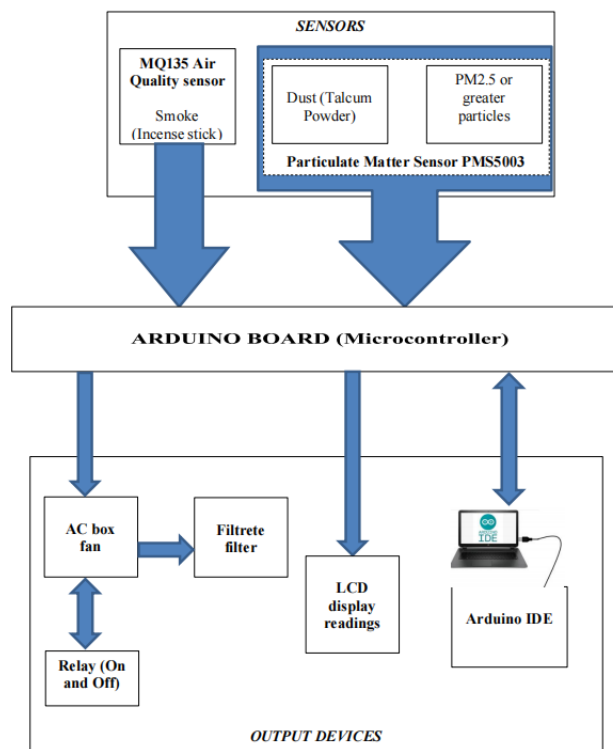 SENSORS
MQ135 Air
Quality sensor
Smoke
(Incense stick)
Dust (Talcum
Powder)
PM2.5 or
greater
particles
Particulate Matter Sensor PMS5003
ARDUINO BOARD (Microcontroller)
AC box
fan
Filtrete
filter
Relay (On
and Off)
LCD
display
readings
ARDUINO
IDE
Arduino IDE
OUTPUT DEVICES